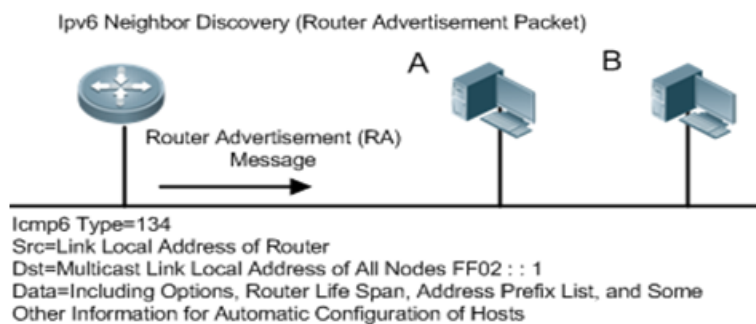 Ipv6 Neighbor Discovery (Router Advertisement Packet)
A
B
Router Advertisement (RA)
Message
Icmp6 Type=134
Src=Link Local Address of Router
Dst=Multicast Link Local Address of All Nodes FF02 : : 1
Data=Including Options, Router Life Span, Address Prefix List, and Some
Other Information for Automatic Configuration of Hosts